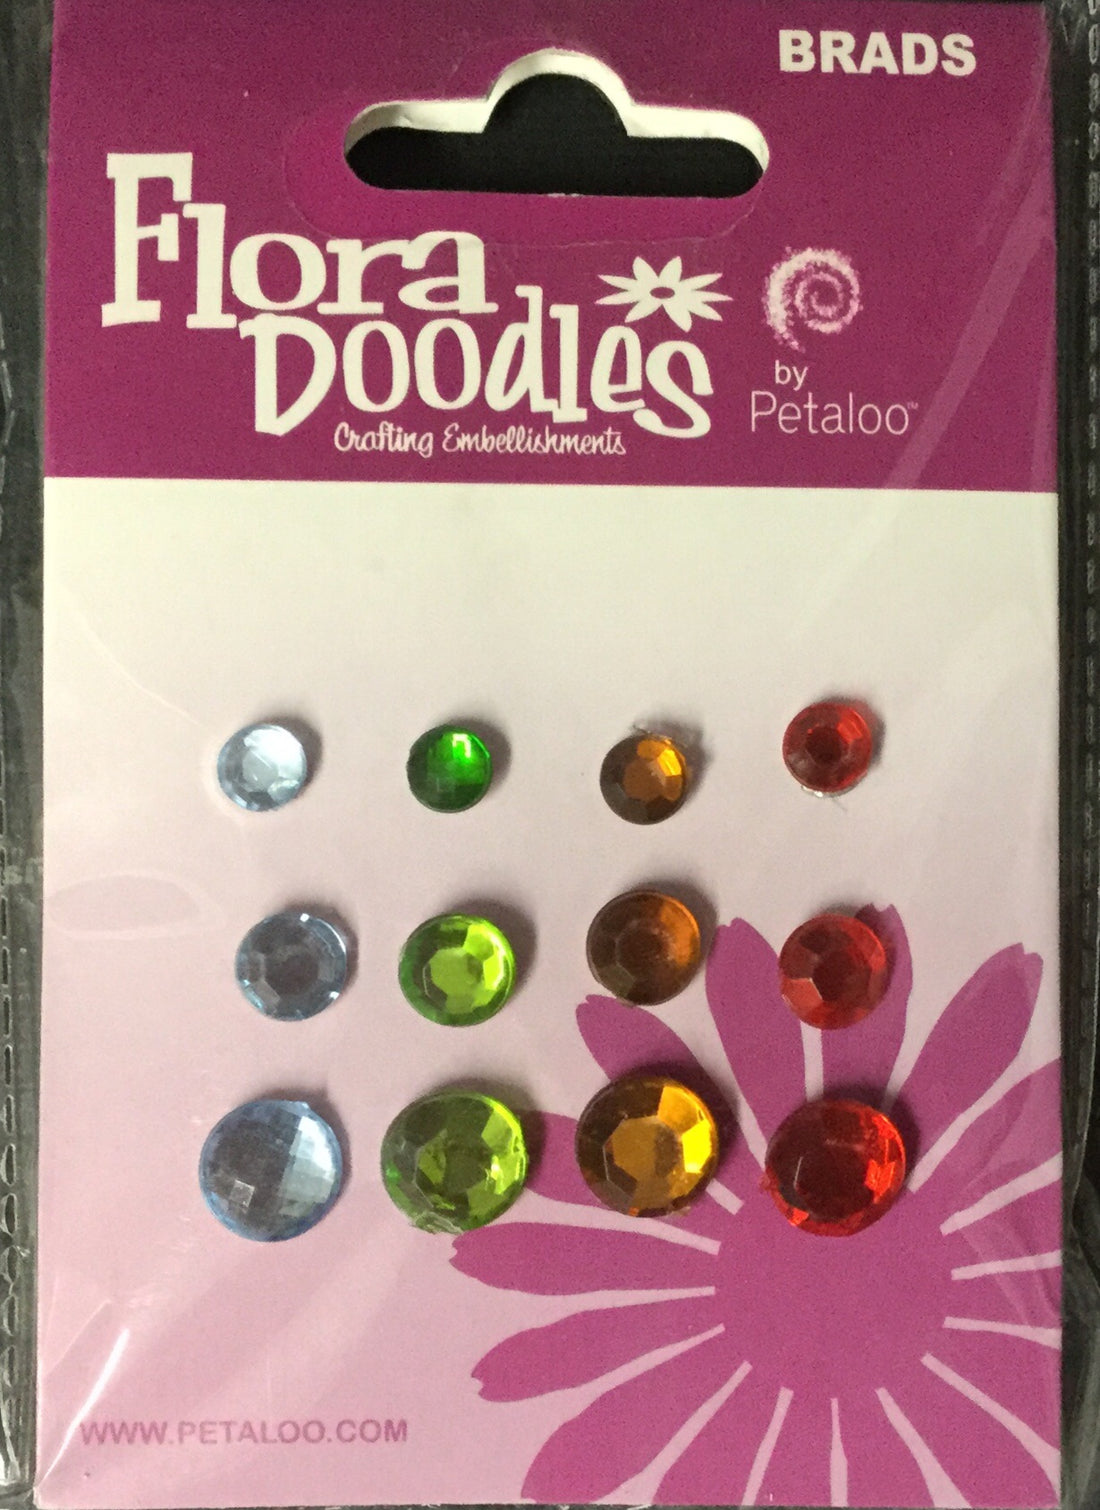 BRADS
Flora
Doodles
Crafting Embellishments
by
Petaloo™
WWW.PETALOO.COM